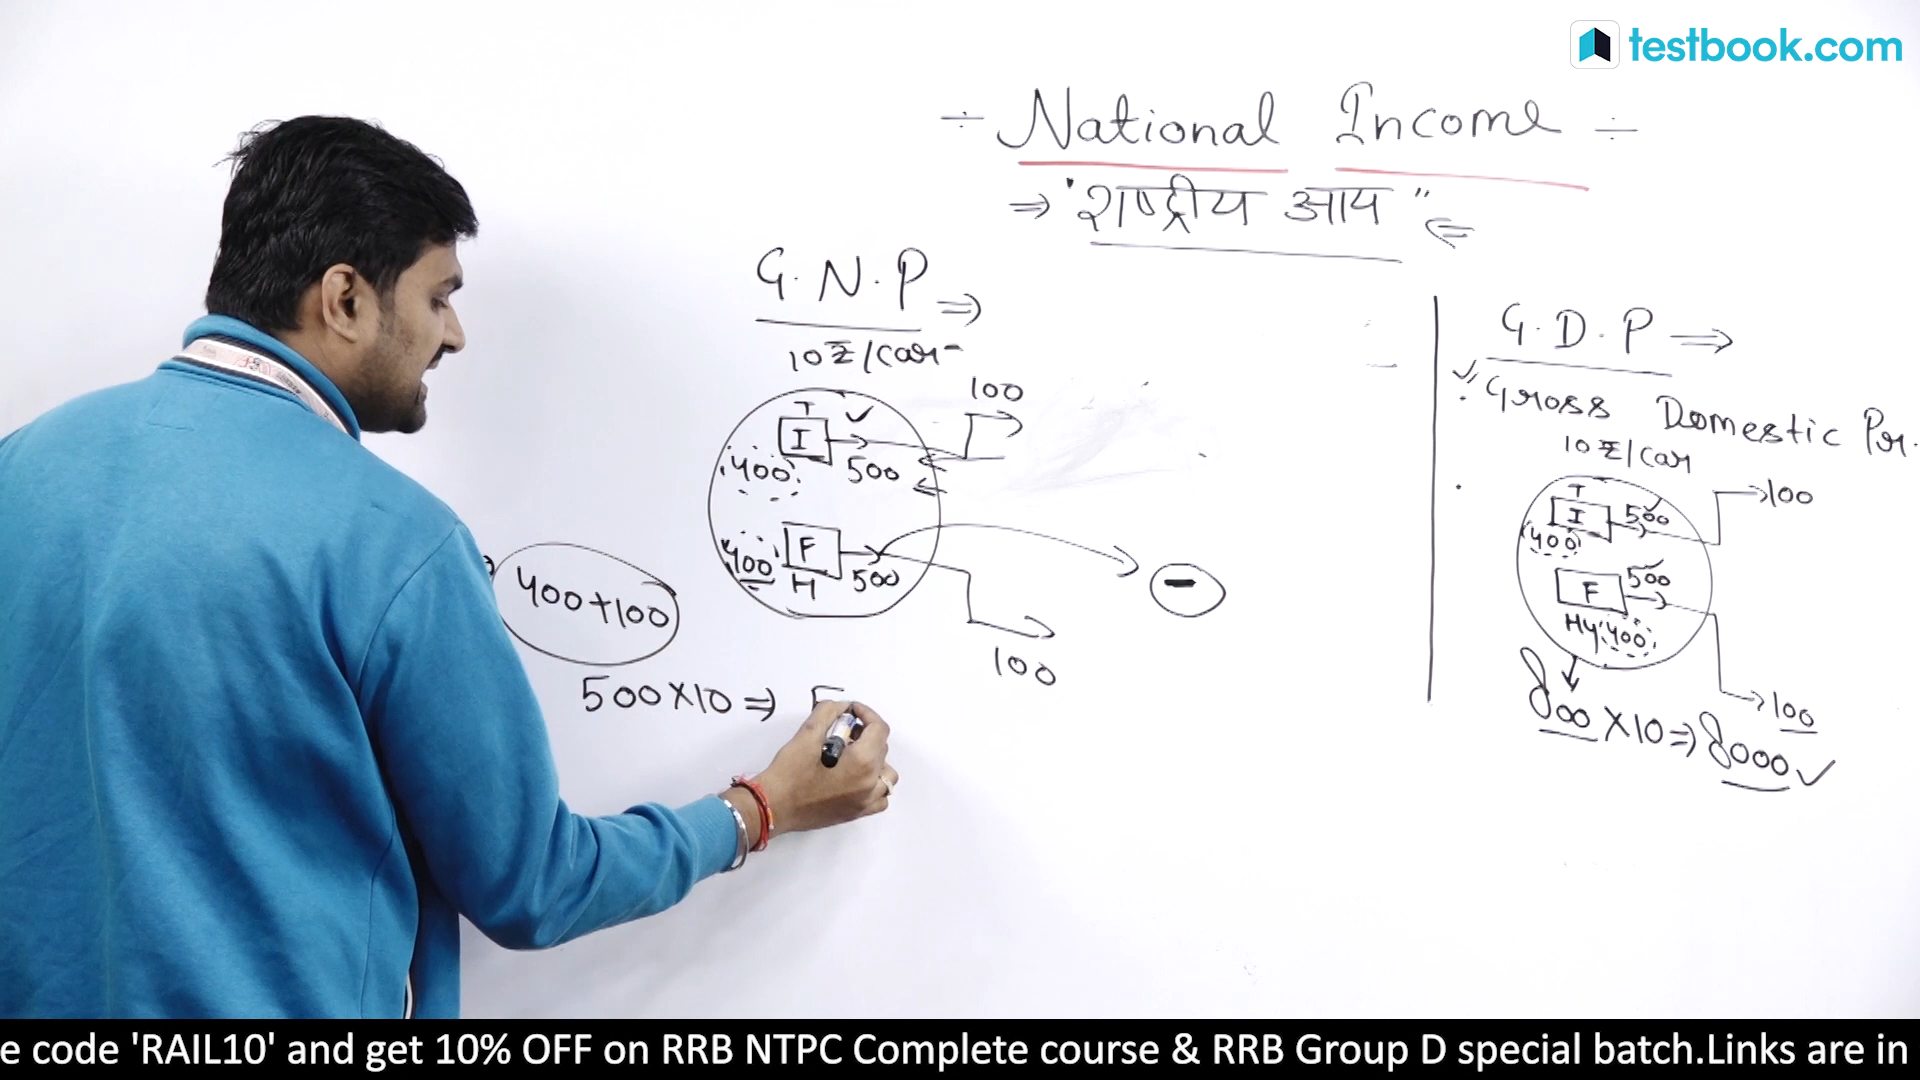 testbook.com
÷ National Income ÷
⇒ "राष्ट्रीय आय" ⇐
G.N.P ⇒
10 ₹/Car
T
I ✓
100
400
500
F
400
H
500
100
−
400+100
500×10 ⇒ 5
G.D.P ⇒
✓ Gross Domestic Pr.
10 ₹/Car
T
I
500
100
400
F
500
Hy
400
100
800 ×10 ⇒ 8000 ✓
e code 'RAIL10' and get 10% OFF on RRB NTPC Complete course & RRB Group D special batch.Links are in